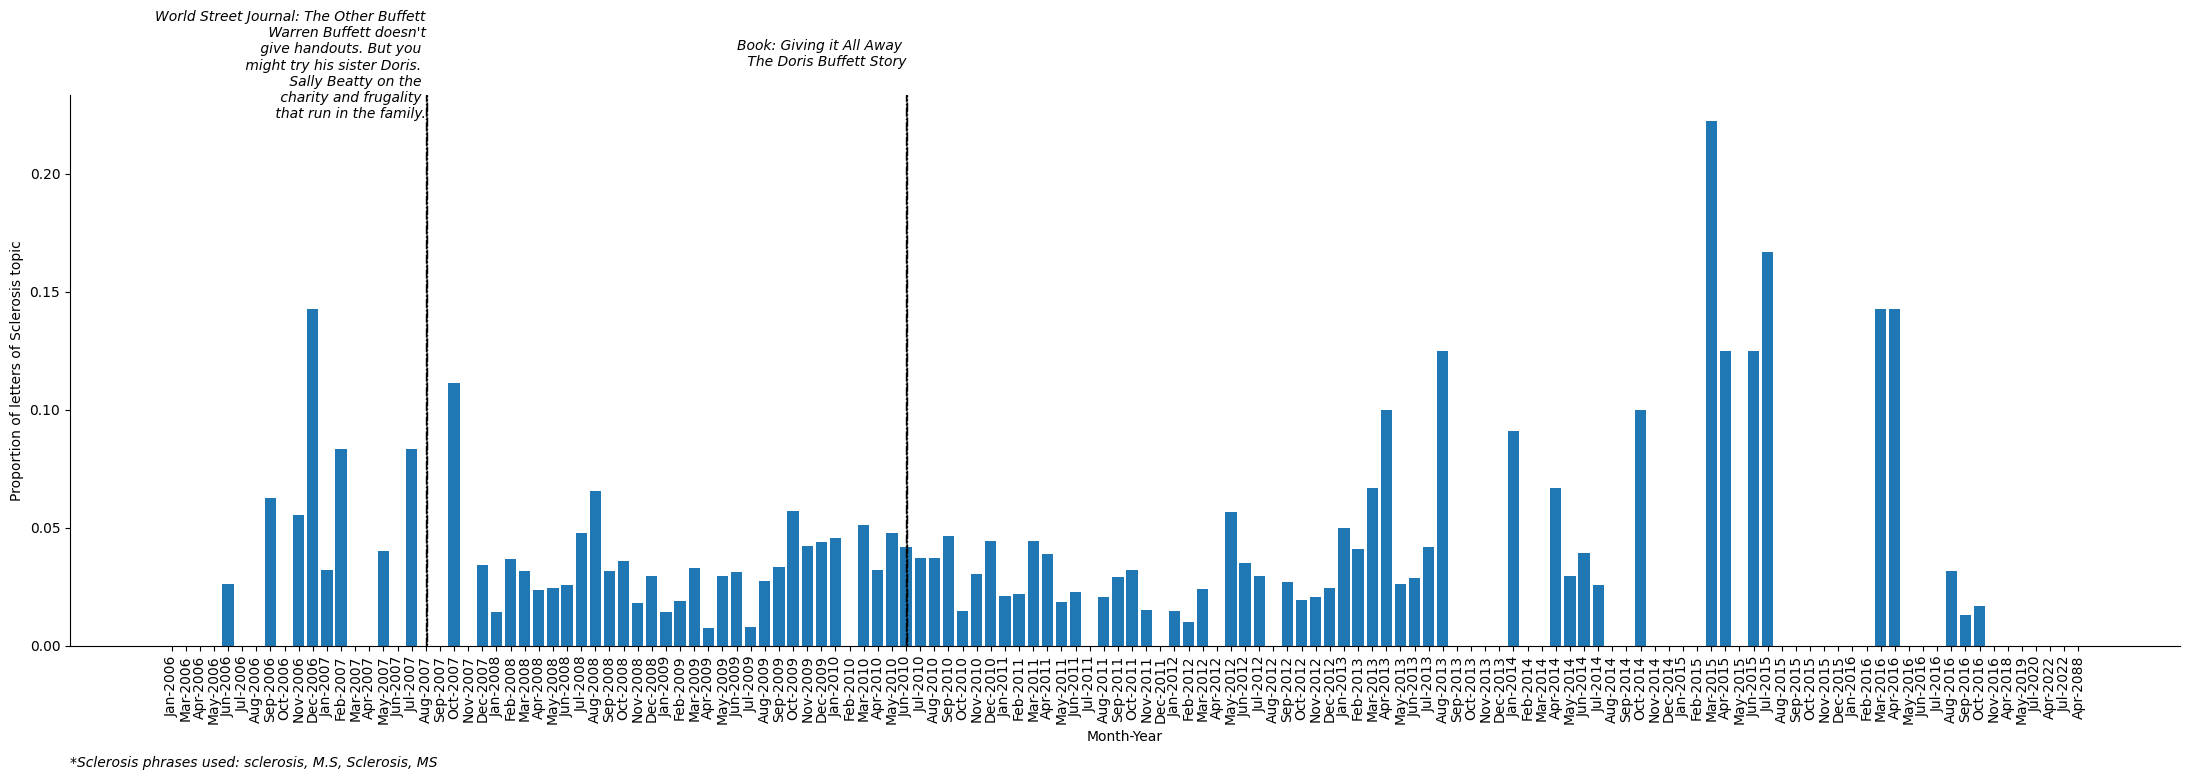 World Street Journal: The Other Buffett
Warren Buffett doesn't
give handouts. But you
might try his sister Doris.
Sally Beatty on the
charity and frugality
that run in the family.
Book: Giving it All Away
The Doris Buffett Story
Proportion of letters of Sclerosis topic
0.20
0.15
0.10
0.05
0.00
Jan-2006
Mar-2006
Apr-2006
May-2006
Jun-2006
Jul-2006
Aug-2006
Sep-2006
Oct-2006
Nov-2006
Dec-2006
Jan-2007
Feb-2007
Mar-2007
Apr-2007
May-2007
Jun-2007
Jul-2007
Aug-2007
Sep-2007
Oct-2007
Nov-2007
Dec-2007
Jan-2008
Feb-2008
Mar-2008
Apr-2008
May-2008
Jun-2008
Jul-2008
Aug-2008
Sep-2008
Oct-2008
Nov-2008
Dec-2008
Jan-2009
Feb-2009
Mar-2009
Apr-2009
May-2009
Jun-2009
Jul-2009
Aug-2009
Sep-2009
Oct-2009
Nov-2009
Dec-2009
Jan-2010
Feb-2010
Mar-2010
Apr-2010
May-2010
Jun-2010
Jul-2010
Aug-2010
Sep-2010
Oct-2010
Nov-2010
Dec-2010
Jan-2011
Feb-2011
Mar-2011
Apr-2011
May-2011
Jun-2011
Jul-2011
Aug-2011
Sep-2011
Oct-2011
Nov-2011
Dec-2011
Jan-2012
Feb-2012
Mar-2012
Apr-2012
May-2012
Jun-2012
Jul-2012
Aug-2012
Sep-2012
Oct-2012
Nov-2012
Dec-2012
Jan-2013
Feb-2013
Mar-2013
Apr-2013
May-2013
Jun-2013
Jul-2013
Aug-2013
Sep-2013
Oct-2013
Nov-2013
Dec-2013
Jan-2014
Feb-2014
Mar-2014
Apr-2014
May-2014
Jun-2014
Jul-2014
Aug-2014
Sep-2014
Oct-2014
Nov-2014
Dec-2014
Jan-2015
Feb-2015
Mar-2015
Apr-2015
May-2015
Jun-2015
Jul-2015
Aug-2015
Sep-2015
Oct-2015
Nov-2015
Dec-2015
Jan-2016
Feb-2016
Mar-2016
Apr-2016
May-2016
Jun-2016
Jul-2016
Aug-2016
Sep-2016
Oct-2016
Nov-2016
Apr-2018
May-2019
Jul-2020
Apr-2022
Jul-2022
Apr-2088
Month-Year
*Sclerosis phrases used: sclerosis, M.S, Sclerosis, MS